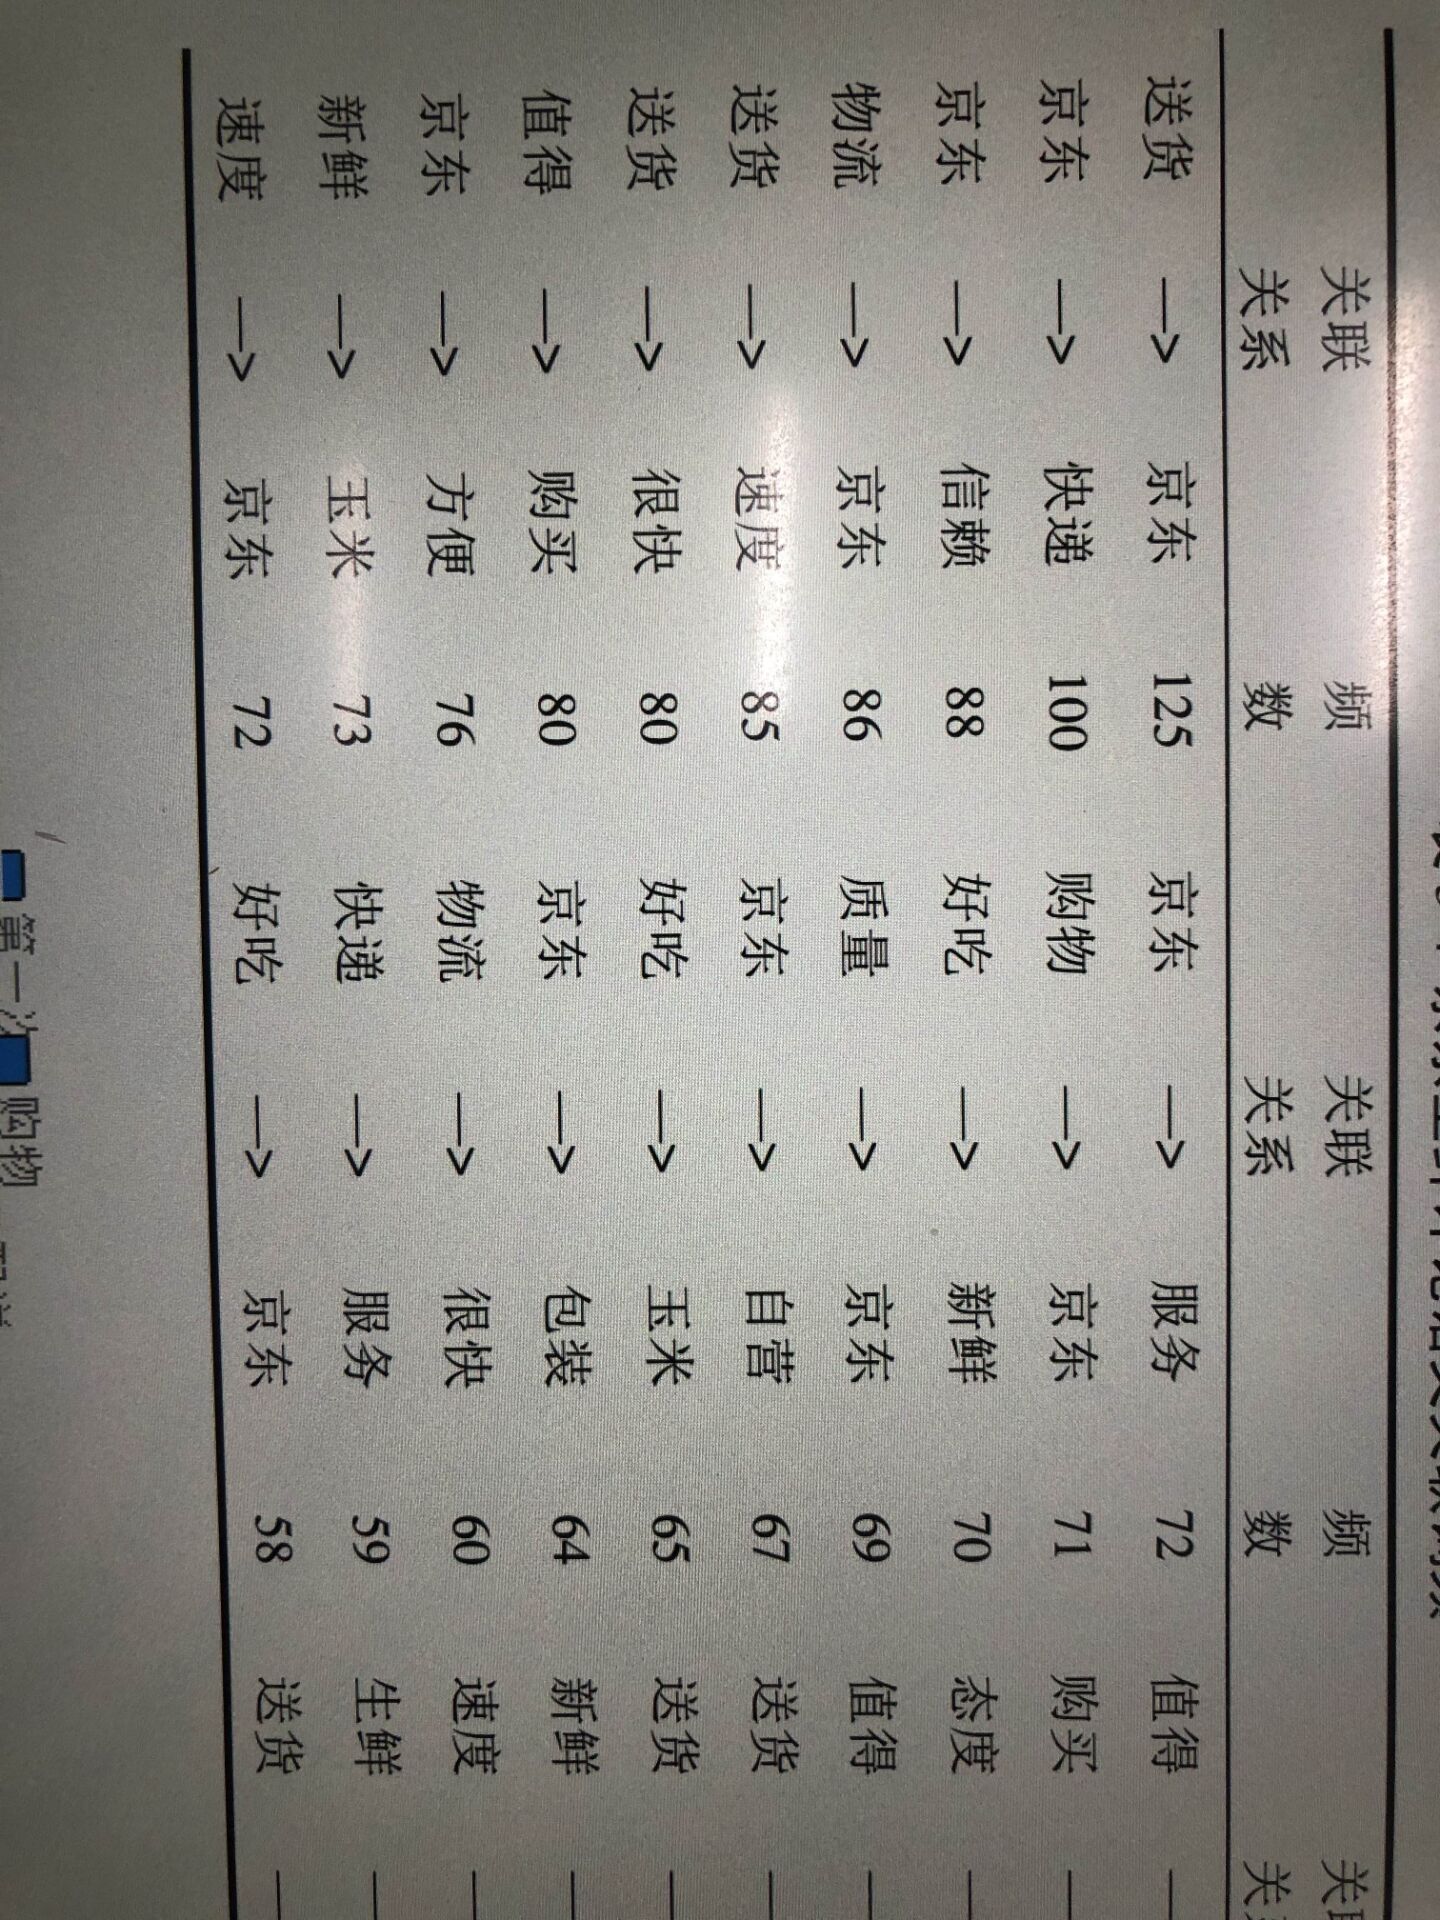 关联关系 频数 关联关系 频数
送货 —> 京东 125 京东 —> 服务 72 值得 —
京东 —> 快递 100 购物 —> 京东 71 购买 —
京东 —> 信赖 88 好吃 —> 新鲜 70 态度 —
物流 —> 京东 86 质量 —> 京东 69 值得 —
送货 —> 速度 85 京东 —> 自营 67 送货 —
送货 —> 很快 80 好吃 —> 玉米 65 送货 —
值得 —> 购买 80 京东 —> 包装 64 新鲜 —
京东 —> 方便 76 物流 —> 很快 60 速度 —
新鲜 —> 玉米 73 快递 —> 服务 59 生鲜 —
速度 —> 京东 72 好吃 —> 京东 58 送货 —
第一次 购物